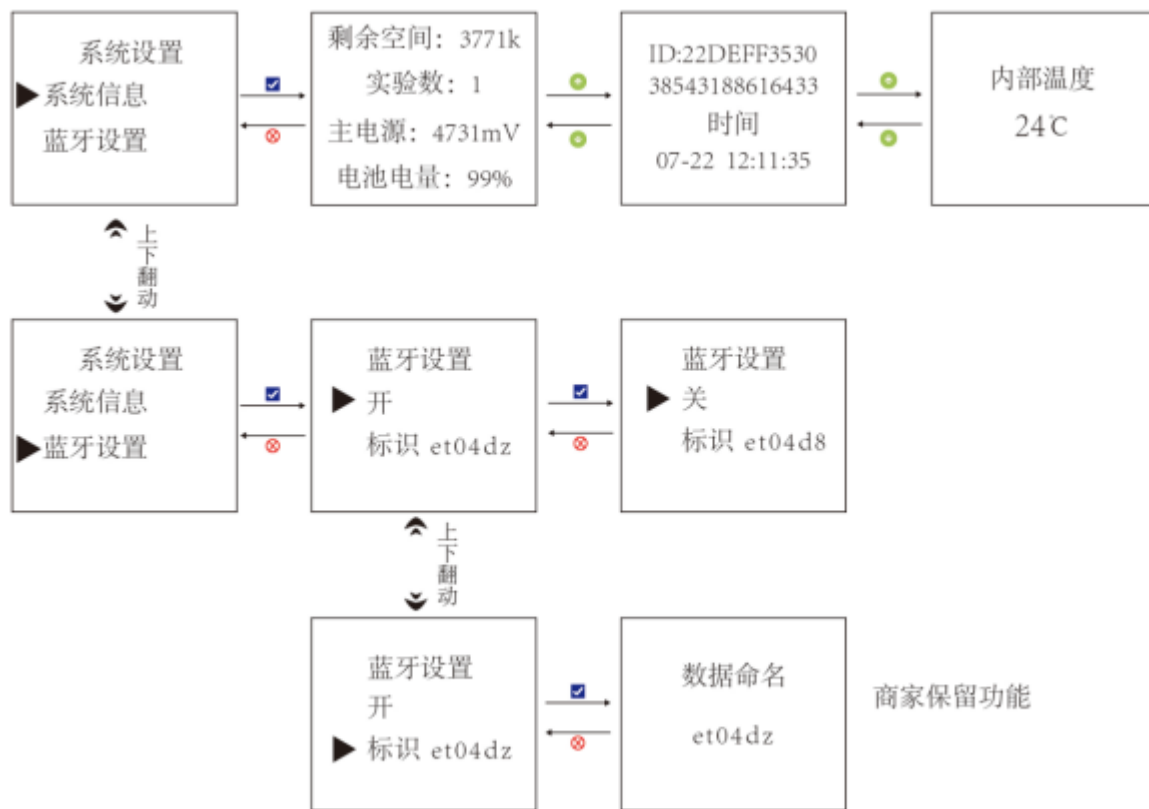 系统设置
系统信息
蓝牙设置
剩余空间：3771k
实验数：1
主电源：4731mV
电池电量：99%
ID:22DEFF3530
38543188616433
时间
07-22 12:11:35
内部温度
24℃
上下翻动
系统设置
系统信息
蓝牙设置
蓝牙设置
开
标识 et04dz
蓝牙设置
关
标识 et04d8
上下翻动
蓝牙设置
开
标识 et04dz
数据命名
et04dz
商家保留功能